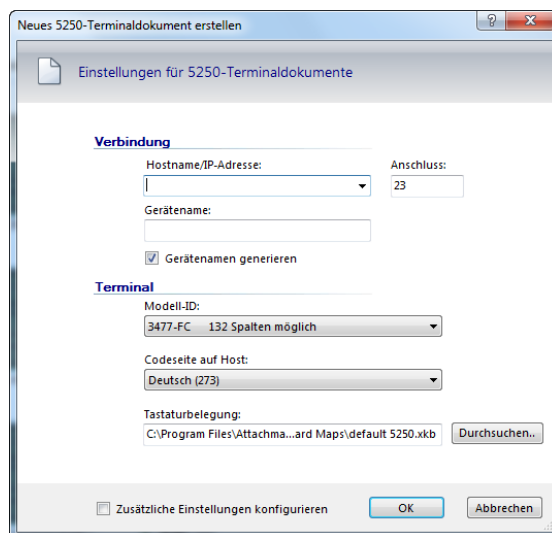 Neues 5250-Terminaldokument erstellen
?
Einstellungen für 5250-Terminaldokumente
Verbindung
Hostname/IP-Adresse: Anschluss:
23
Gerätename:
Gerätenamen generieren
Terminal
Modell-ID:
3477-FC 132 Spalten möglich
Codeseite auf Host:
Deutsch (273)
Tastaturbelegung:
C:\Program Files\Attachma...ard Maps\default 5250.xkb Durchsuchen..
Zusätzliche Einstellungen konfigurieren OK Abbrechen